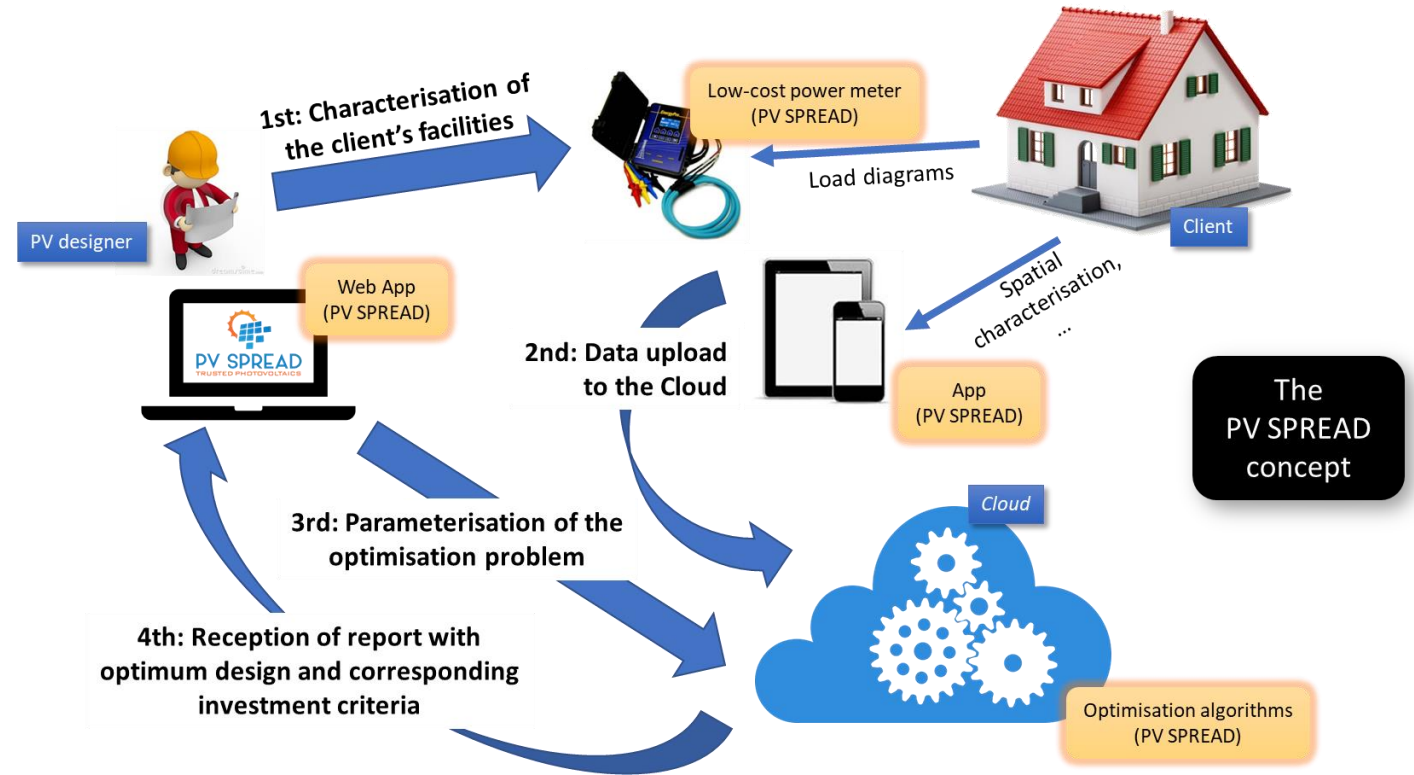 1st: Characterisation of
the client's facilities
Low-cost power meter
(PV SPREAD)
Load diagrams
PV designer
Client
Web App
(PV SPREAD)
PV SPREAD
TRUSTED PHOTOVOLTAICS
Spatial
characterisation,
...
2nd: Data upload
to the Cloud
App
(PV SPREAD)
The
PV SPREAD
concept
3rd: Parameterisation of the
optimisation problem
Cloud
4th: Reception of report with
optimum design and corresponding
investment criteria
Optimisation algorithms
(PV SPREAD)